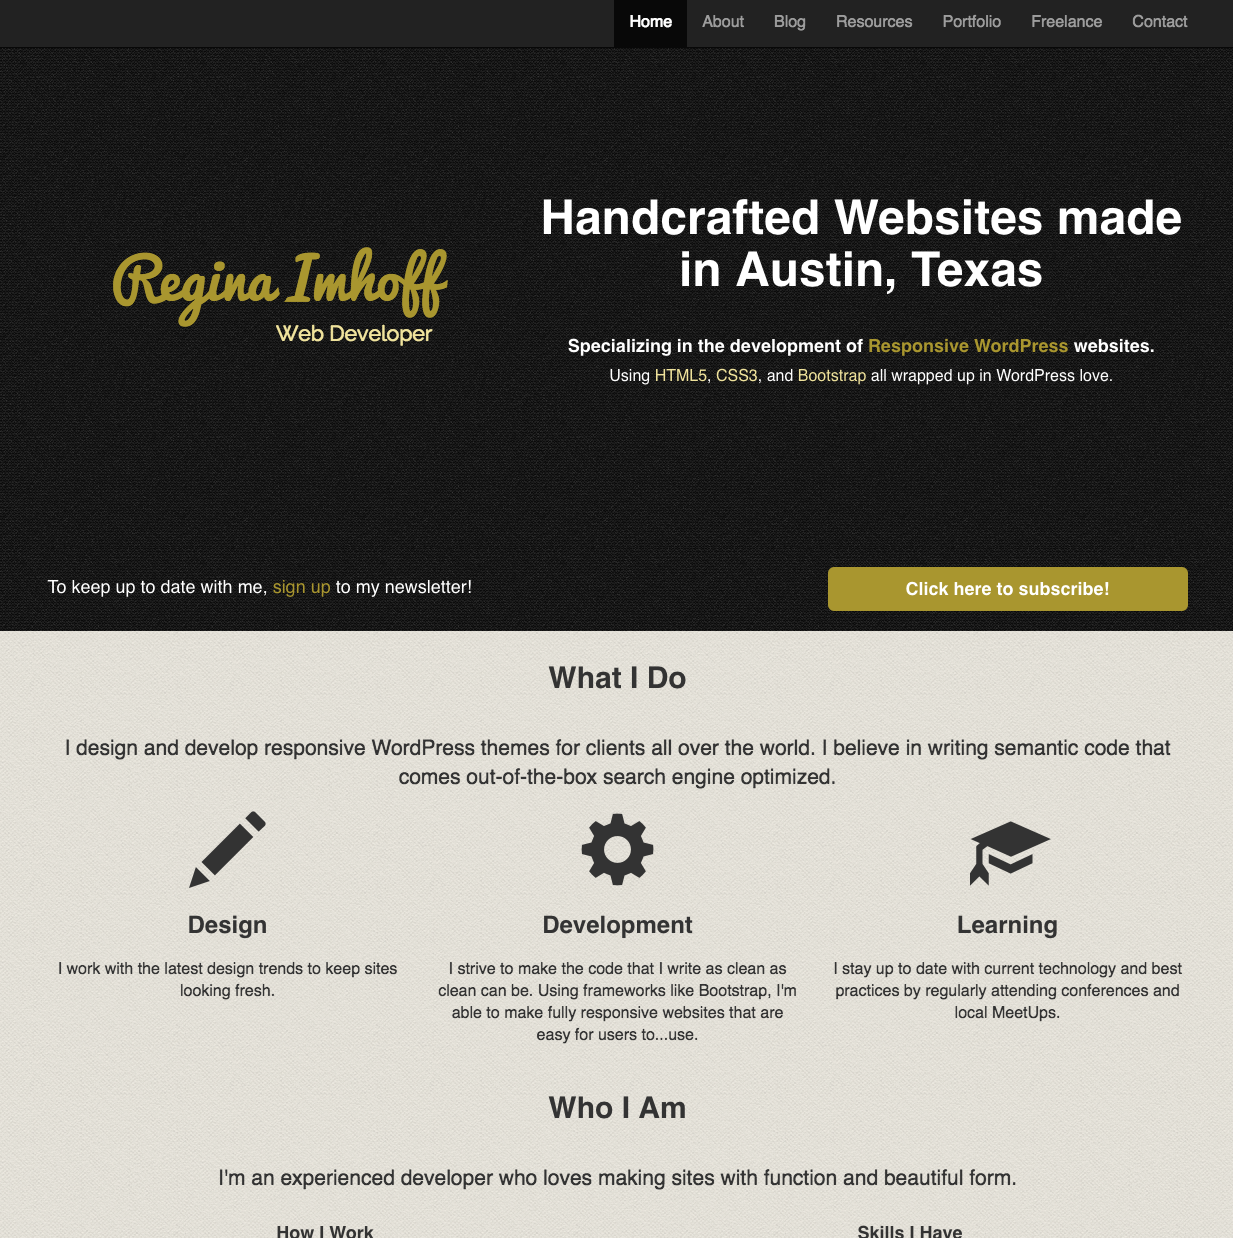 Home About Blog Resources Portfolio Freelance Contact
Regina Imhoff
Web Developer
Handcrafted Websites made
in Austin, Texas
Specializing in the development of Responsive WordPress websites.
Using HTML5, CSS3, and Bootstrap all wrapped up in WordPress love.
To keep up to date with me, sign up to my newsletter!
Click here to subscribe!
What I Do
I design and develop responsive WordPress themes for clients all over the world. I believe in writing semantic code that
comes out-of-the-box search engine optimized.
Design
I work with the latest design trends to keep sites
looking fresh.
Development
I strive to make the code that I write as clean as
clean can be. Using frameworks like Bootstrap, I'm
able to make fully responsive websites that are
easy for users to...use.
Learning
I stay up to date with current technology and best
practices by regularly attending conferences and
local MeetUps.
Who I Am
I'm an experienced developer who loves making sites with function and beautiful form.
How I Work
Skills I Have